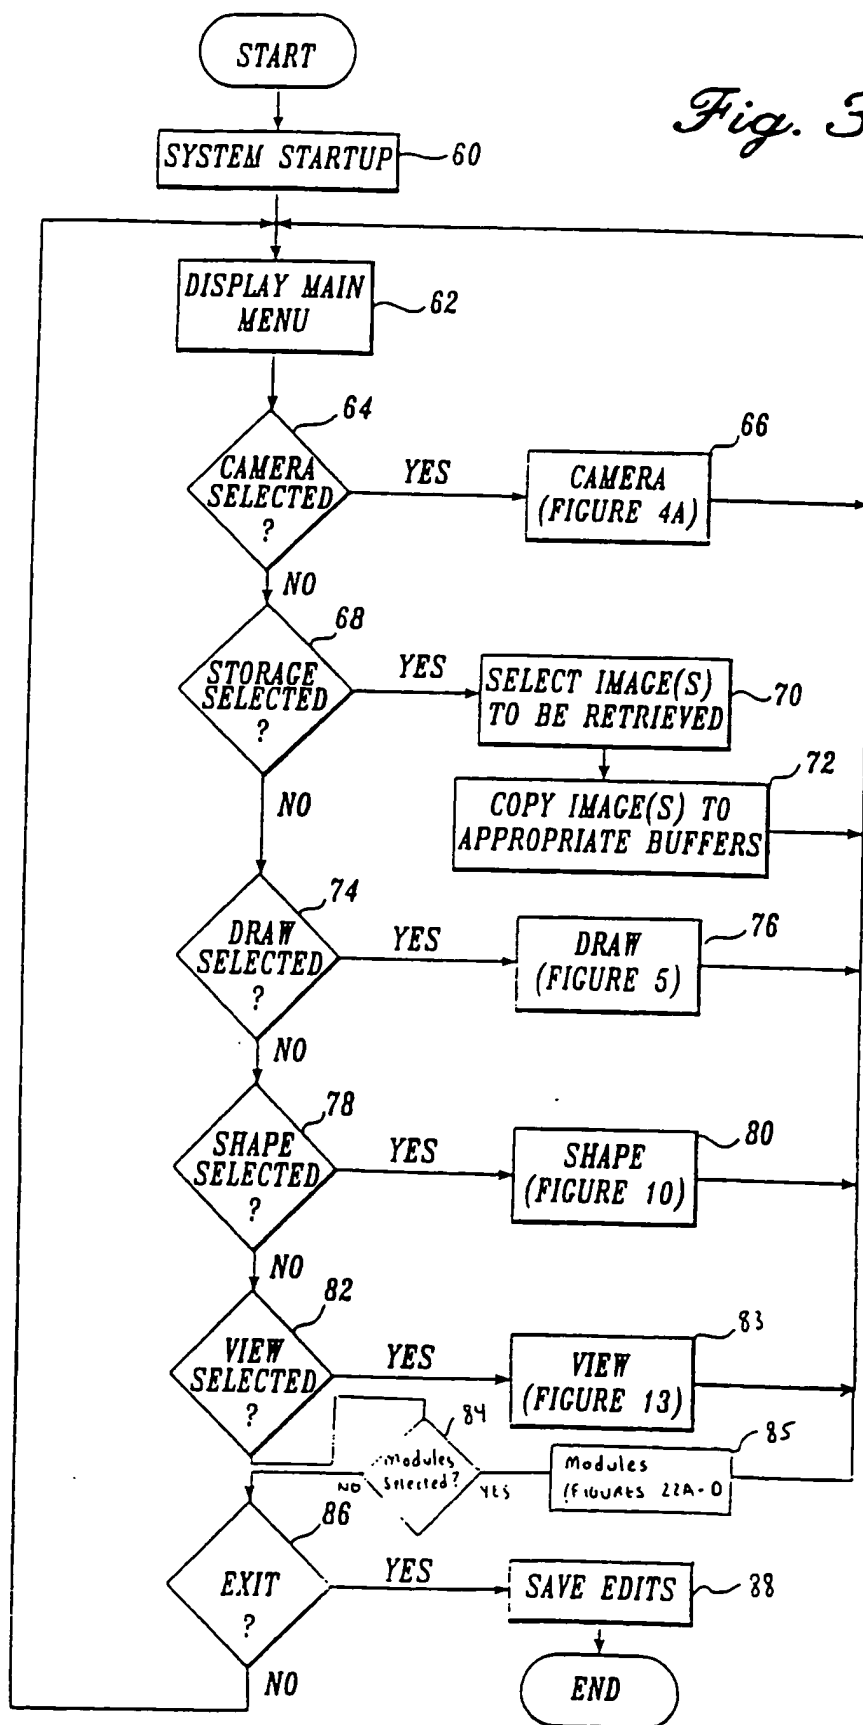 START
Fig. 3
SYSTEM STARTUP
60
DISPLAY MAIN
MENU
62
64
CAMERA
SELECTED
?
YES
66
CAMERA
(FIGURE 4A)
NO
68
STORAGE
SELECTED
?
YES
SELECT IMAGE(S)
TO BE RETRIEVED
70
72
COPY IMAGE(S) TO
APPROPRIATE BUFFERS
NO
74
DRAW
SELECTED
?
YES
76
DRAW
(FIGURE 5)
NO
78
SHAPE
SELECTED
?
YES
80
SHAPE
(FIGURE 10)
NO
82
VIEW
SELECTED
?
YES
83
VIEW
(FIGURE 13)
84
Modules
Selected?
NO
YES
85
Modules
(FIGURES 22A-D
86
EXIT
?
YES
SAVE EDITS
88
NO
END